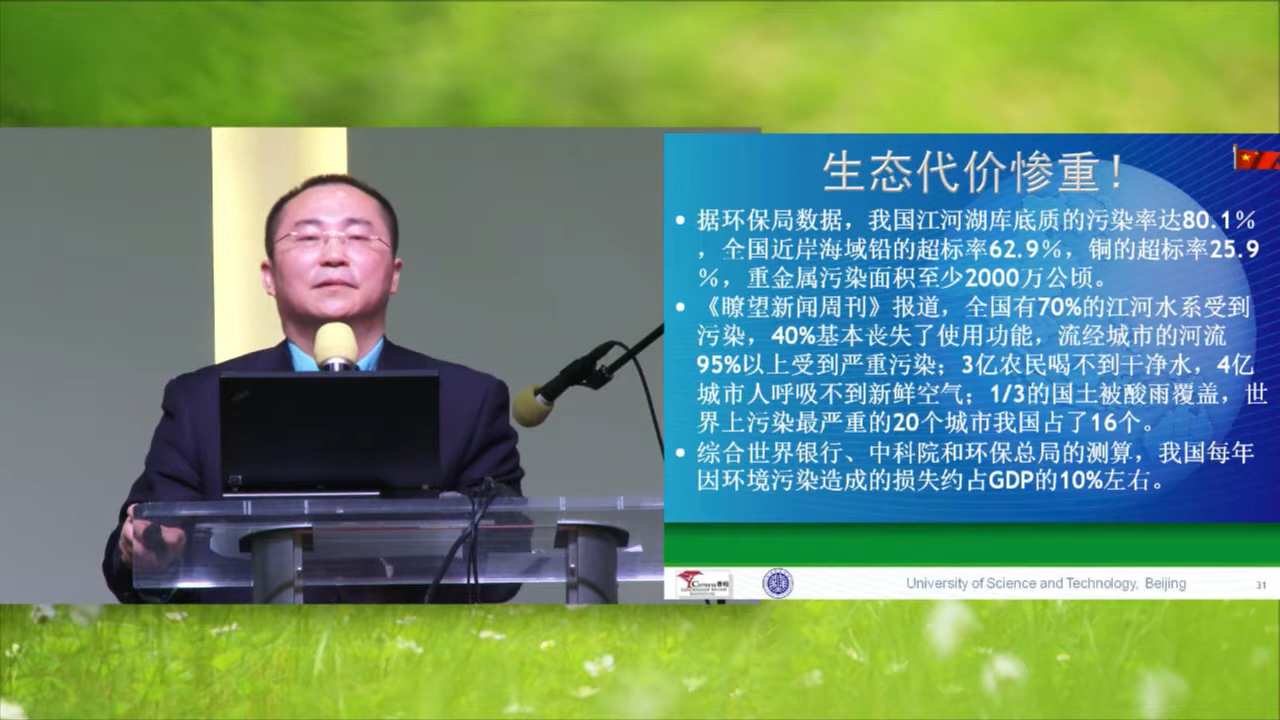 生态代价惨重！
• 据环保局数据，我国江河湖库底质的污染率达80.1%
，全国近岸海域铅的超标率62.9%，铜的超标率25.9
%，重金属污染面积至少2000万公顷。
• 《瞭望新闻周刊》报道，全国有70%的江河水系受到
污染，40%基本丧失了使用功能，流经城市的河流
95%以上受到严重污染；3亿农民喝不到干净水，4亿
城市人呼吸不到新鲜空气；1/3的国土被酸雨覆盖，世
界上污染最严重的20个城市我国占了16个。
• 综合世界银行、中科院和环保总局的测算，我国每年
因环境污染造成的损失约占GDP的10%左右。
University of Science and Technology, Beijing
31